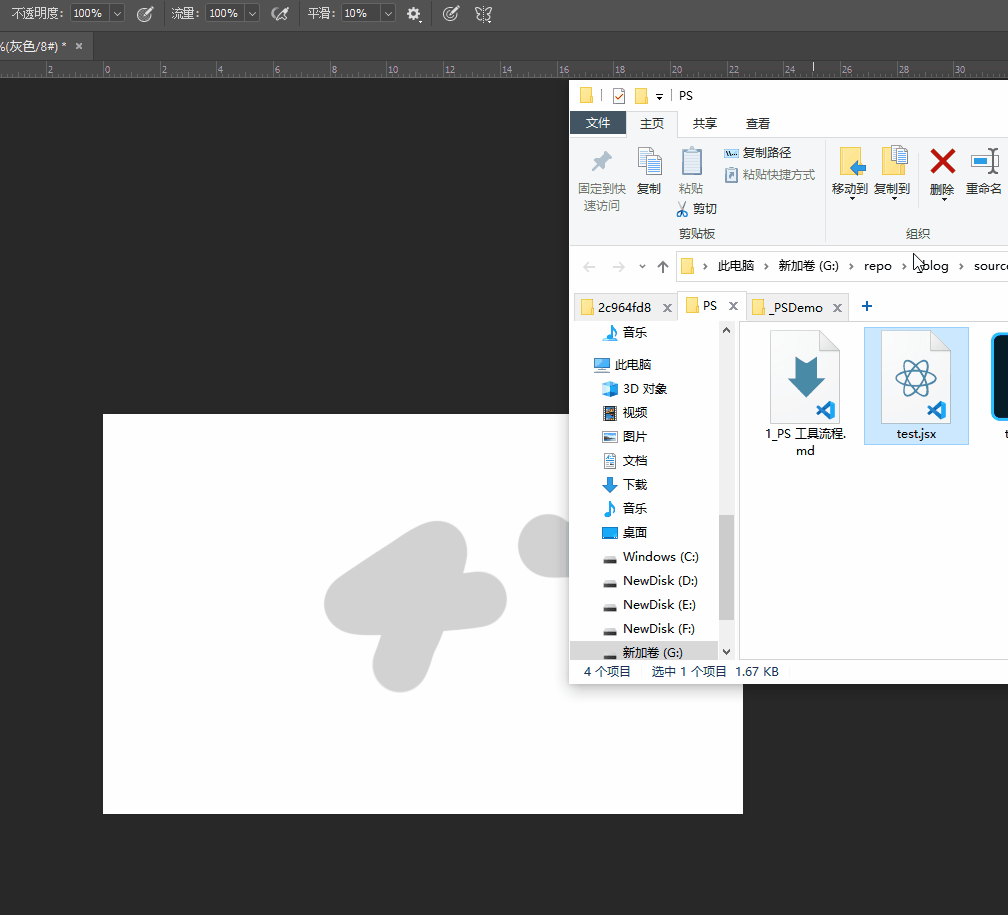 不透明度: 100% 流量: 100% 平滑: 10%
%(灰色/8#) * ×
2 0 2 4 6 8 10 12 14 16 18 20 22 24 26 28 30
PS
文件 主页 共享 查看
固定到快速访问
复制
粘贴
复制路径
粘贴快捷方式
剪切
剪贴板
移动到
复制到
删除
重命名
组织
此电脑 › 新加卷 (G:) › repo › blog ›
2c964fd8 PS _PSDemo
音乐
此电脑
3D 对象
视频
图片
文档
下载
音乐
桌面
Windows (C:)
NewDisk (D:)
NewDisk (E:)
NewDisk (F:)
新加卷 (G:)
1_PS 工具流程.
md
test.jsx
4 个项目 选中 1 个项目 1.67 KB